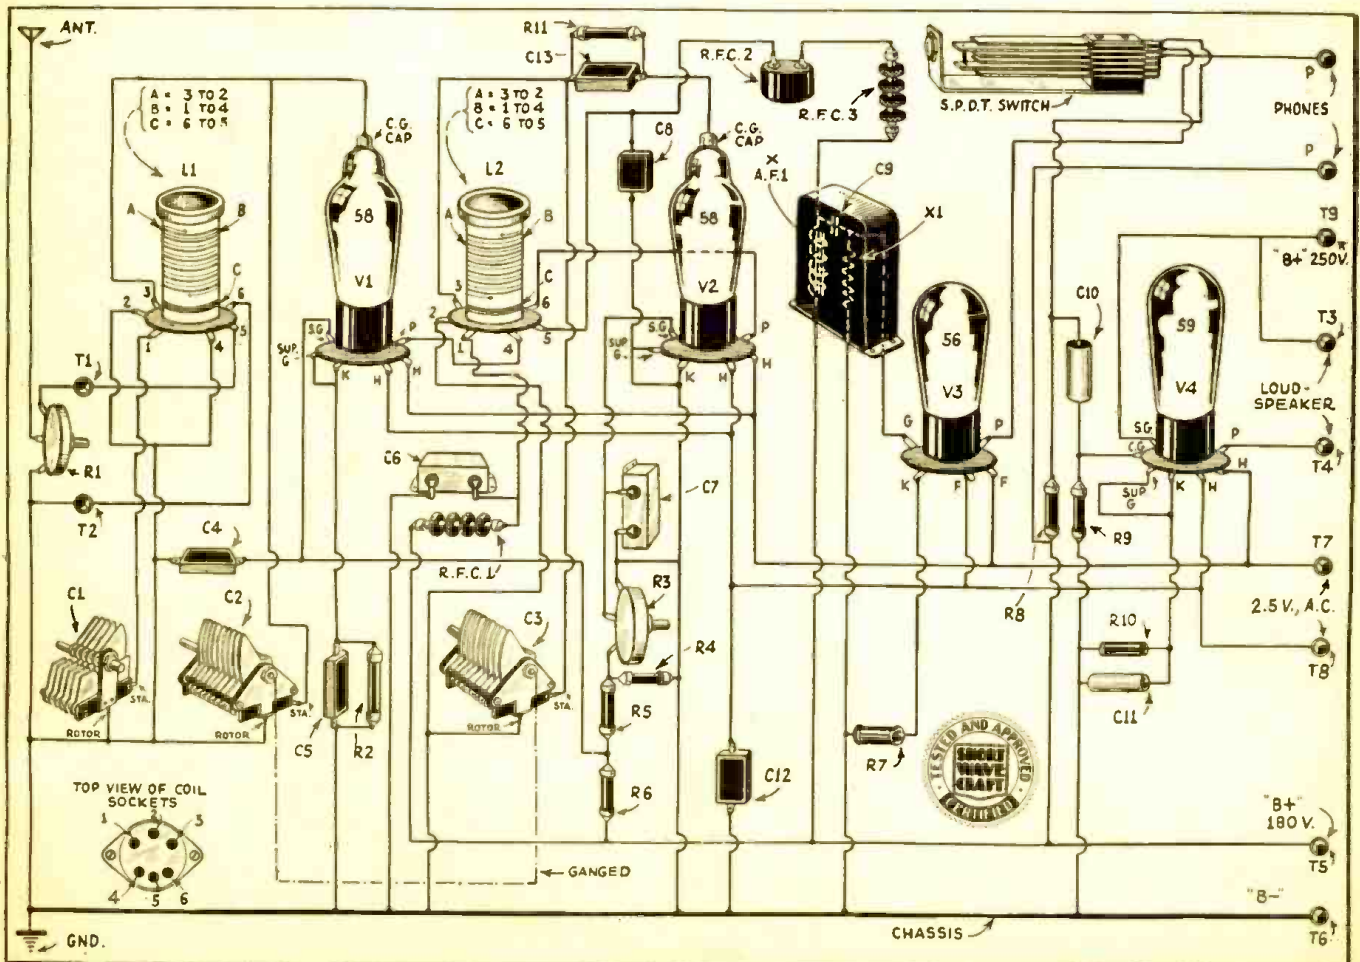 ANT.
A = 3 TO 2
B = 1 TO 4
C = 6 TO 5
L1
A
B
C
3
2
6
5
1
4
T1
R1
T2
C.G.
CAP
58
V1
S.G
SUP.
G
P
K
H
H
A = 3 TO 2
B = 1 TO 4
C = 6 TO 5
L2
A
B
C
3
2
6
1
4
5
R11
C13
C8
R.F.C.2
R.F.C.3
C.G.
CAP
58
V2
S.G
SUP.
G
P
K
H
H
X
A.F.1
C9
X1
S.P.D.T. SWITCH
P
PHONES
P
T9
"B+" 250V.
T3
LOUD-
SPEAKER
T4
C10
56
V3
G
P
K
F
F
59
V4
S.G
C.G.
SUP
G
P
K
H
H
C6
R.F.C.1
C7
R3
R4
R5
R6
R8
R9
R10
C11
T7
2.5 V., A.C.
T8
C4
C1
STA.
ROTOR
C2
STA.
ROTOR
C5
R2
C3
STA.
ROTOR
C12
R7
TESTED AND APPROVED
SHORT
WAVE
CRAFT
CERTIFIED
TOP VIEW OF COIL
SOCKETS
1
2
3
4
5
6
GANGED
"B+"
180 V.
T5
"B-"
T6
CHASSIS
GND.